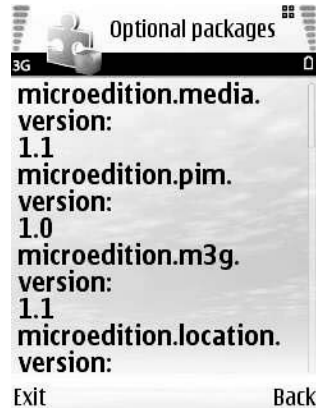 Optional packages
3G
microedition.media.
version:
1.1
microedition.pim.
version:
1.0
microedition.m3g.
version:
1.1
microedition.location.
version:
Exit Back